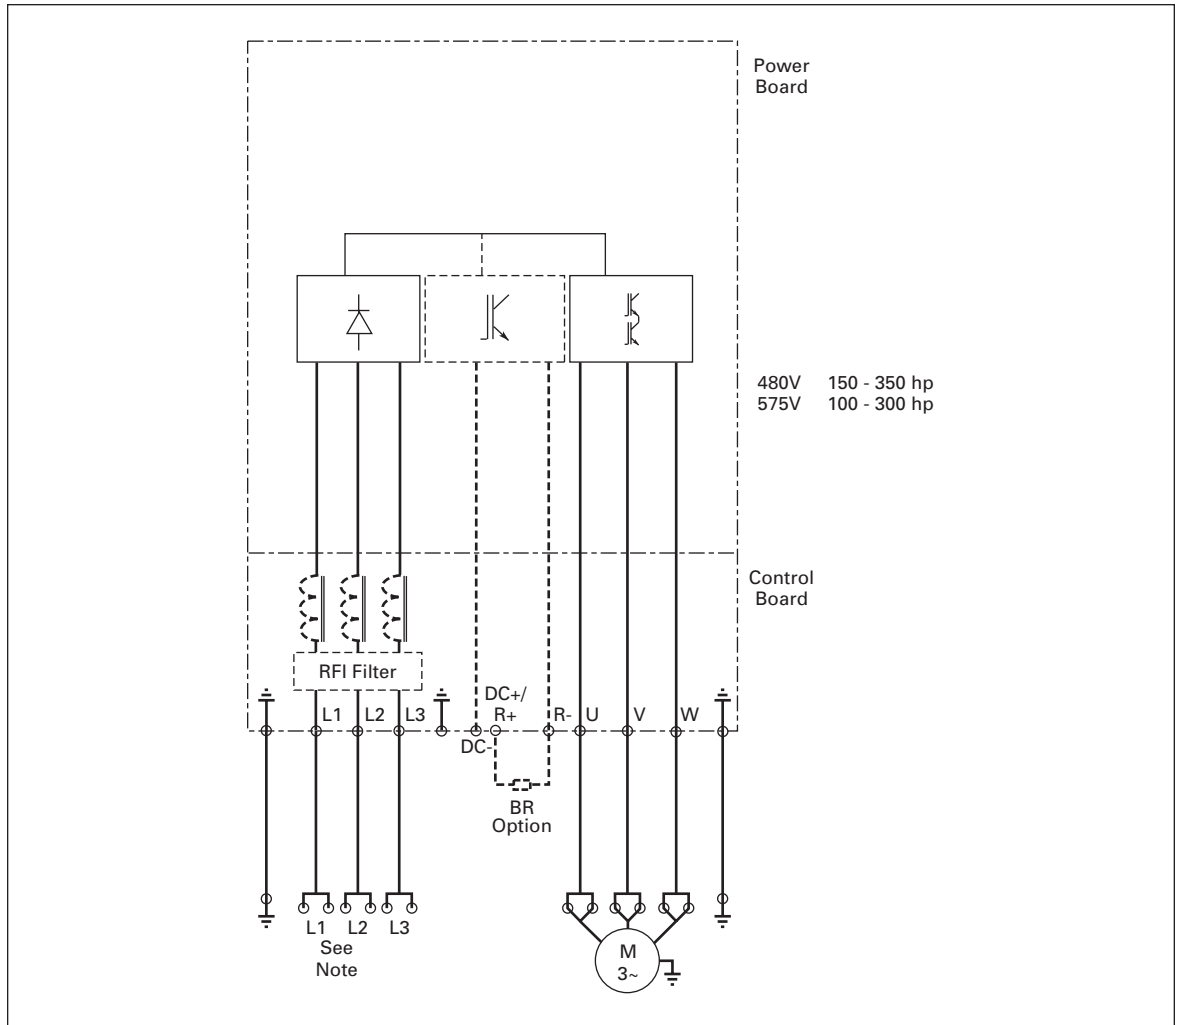 Power
Board
480V 150 - 350 hp
575V 100 - 300 hp
Control
Board
RFI Filter
DC+/
L1 L2 L3 R+ R- U V W
DC-
BR
Option
L1 L2 L3
See
Note
M
3~